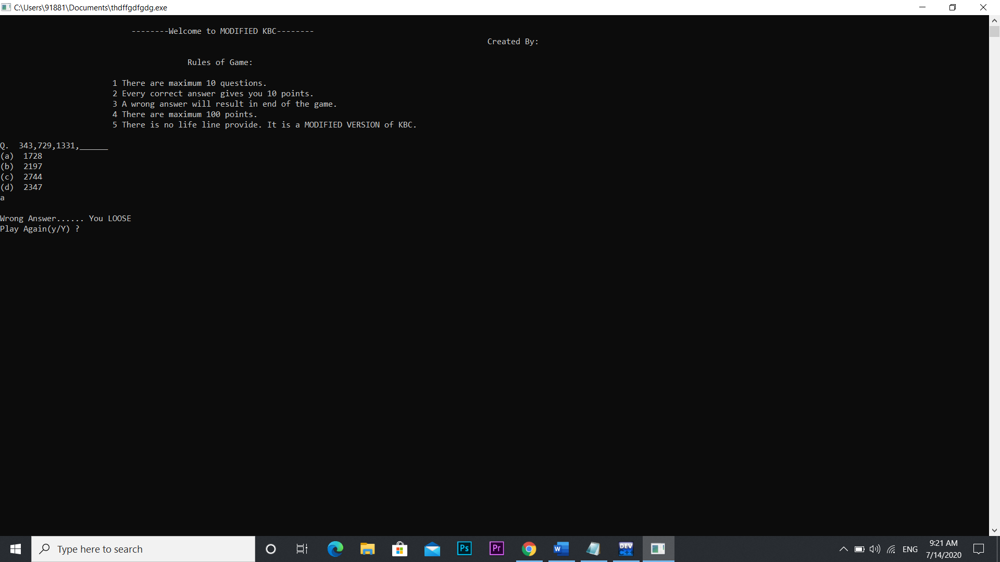 C:\Users\91881\Documents\thdffgdfgdg.exe
--------Welcome to MODIFIED KBC--------
Created By:
Rules of Game:
1 There are maximum 10 questions.
2 Every correct answer gives you 10 points.
3 A wrong answer will result in end of the game.
4 There are maximum 100 points.
5 There is no life line provide. It is a MODIFIED VERSION of KBC.
Q.  343,729,1331,______
(a)  1728
(b)  2197
(c)  2744
(d)  2347
a
Wrong Answer...... You LOOSE
Play Again(y/Y) ?
Type here to search
Ps
Pr
W
DEV
C++
ENG
9:21 AM
7/14/2020